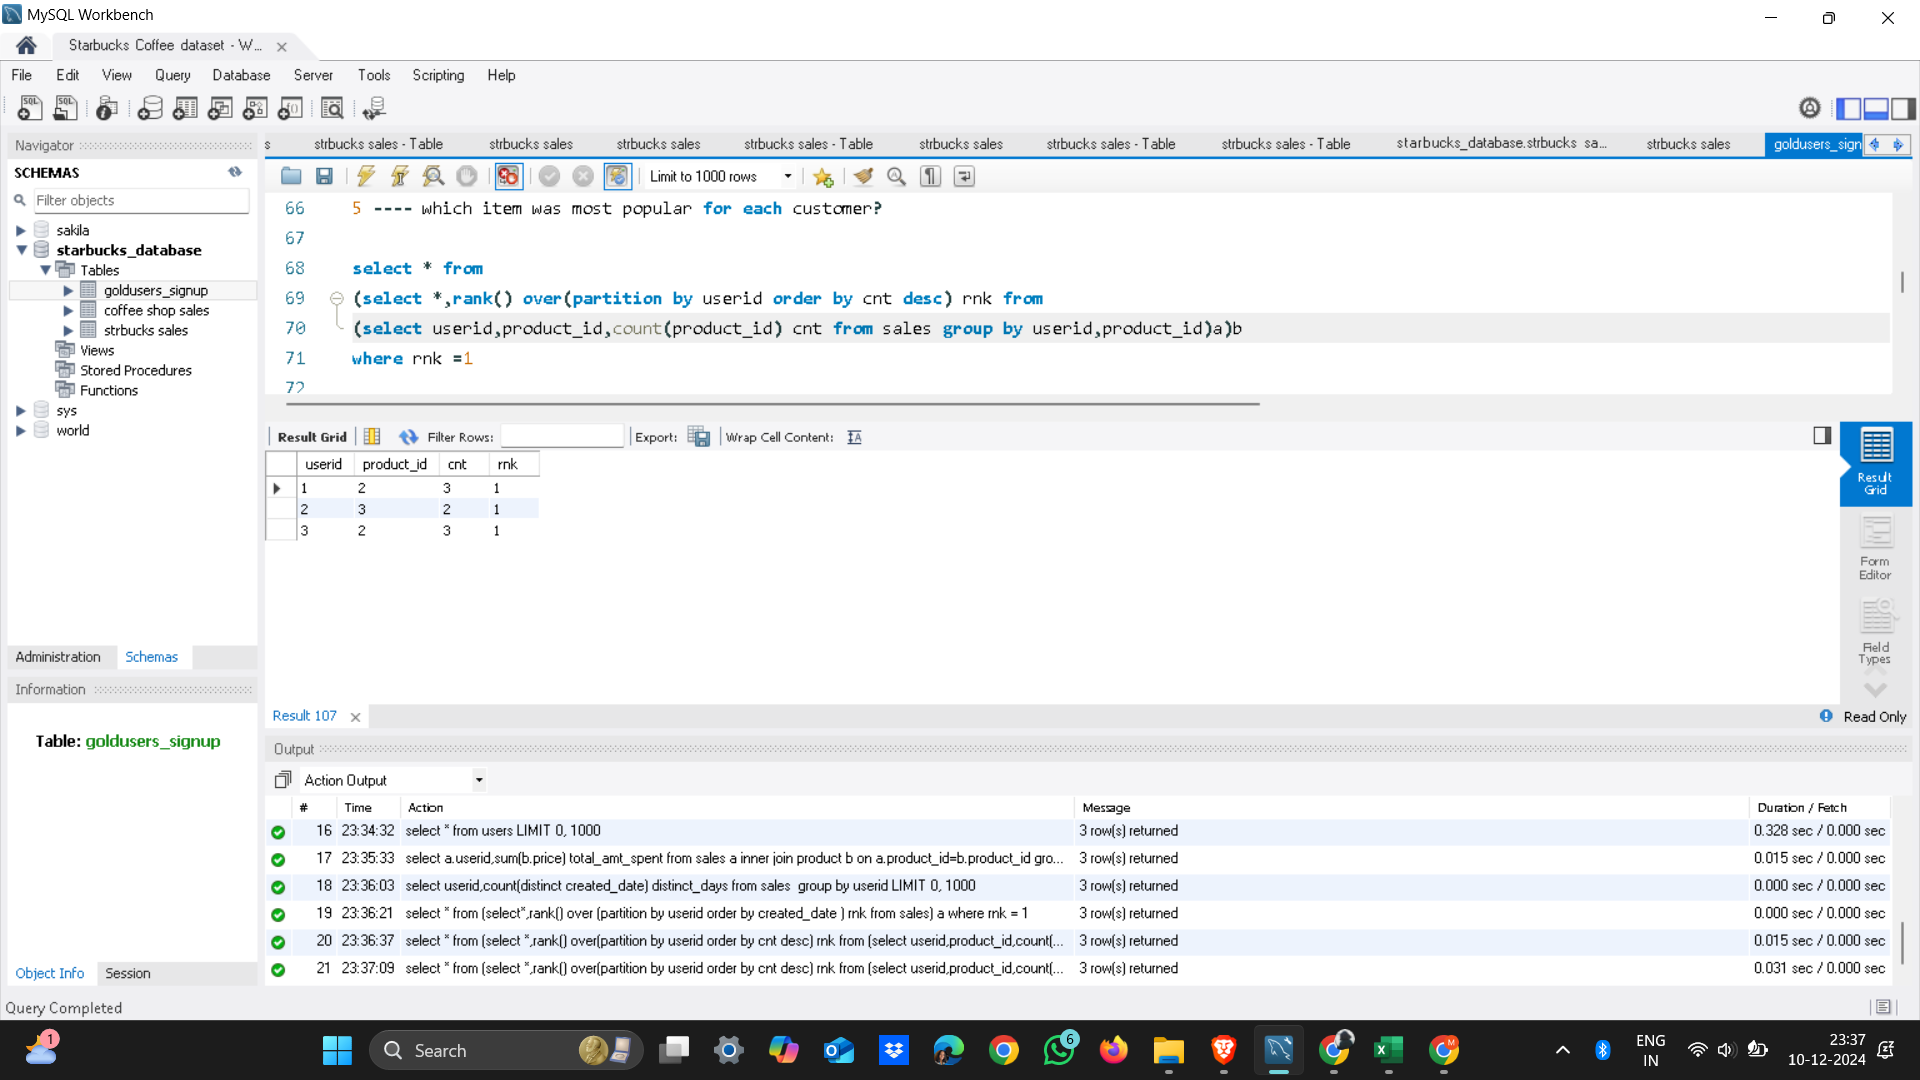 MySQL Workbench
Starbucks Coffee dataset - W...
File Edit View Query Database Server Tools Scripting Help
Navigator
SCHEMAS
Filter objects
sakila
starbucks_database
Tables
goldusers_signup
coffee shop sales
strbucks sales
Views
Stored Procedures
Functions
sys
world
Administration Schemas
Information
Table: goldusers_signup
Object Info Session
s strbucks sales - Table strbucks sales strbucks sales strbucks sales - Table strbucks sales strbucks sales - Table strbucks sales - Table starbucks_database.strbucks sa... strbucks sales goldusers_sign
Limit to 1000 rows
66 5 ---- which item was most popular for each customer?
67
68 select * from
69 (select *,rank() over(partition by userid order by cnt desc) rnk from
70 (select userid,product_id,count(product_id) cnt from sales group by userid,product_id)a)b
71 where rnk =1
72
Result Grid Filter Rows: Export: Wrap Cell Content:
userid product_id cnt rnk
1 2 3 1
2 3 2 1
3 2 3 1
Result Grid
Form Editor
Field Types
Result 107 Read Only
Output
Action Output
# Time Action Message Duration / Fetch
16 23:34:32 select * from users LIMIT 0, 1000 3 row(s) returned 0.328 sec / 0.000 sec
17 23:35:33 select a.userid,sum(b.price) total_amt_spent from sales a inner join product b on a.product_id=b.product_id gro... 3 row(s) returned 0.015 sec / 0.000 sec
18 23:36:03 select userid,count(distinct created_date) distinct_days from sales group by userid LIMIT 0, 1000 3 row(s) returned 0.000 sec / 0.000 sec
19 23:36:21 select * from (select*,rank() over (partition by userid order by created_date ) rnk from sales) a where rnk = 1 3 row(s) returned 0.000 sec / 0.000 sec
20 23:36:37 select * from (select *,rank() over(partition by userid order by cnt desc) rnk from (select userid,product_id,count(... 3 row(s) returned 0.015 sec / 0.000 sec
21 23:37:09 select * from (select *,rank() over(partition by userid order by cnt desc) rnk from (select userid,product_id,count(... 3 row(s) returned 0.031 sec / 0.000 sec
Query Completed
1 Search 6 M ENG IN 23:37
10-12-2024